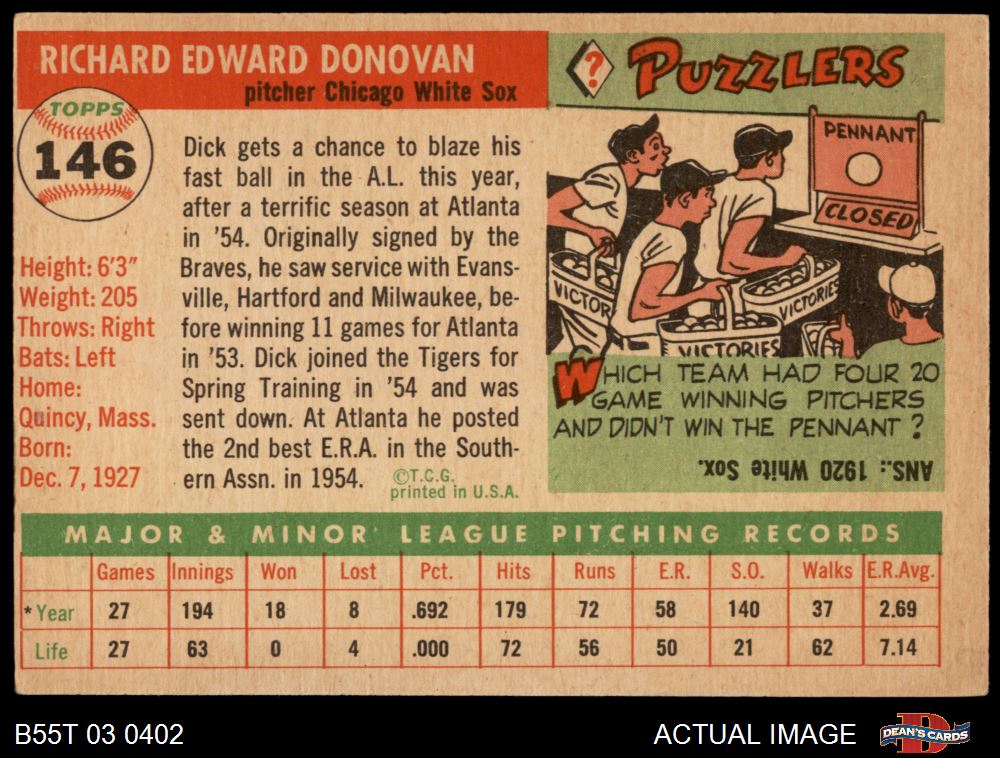 RICHARD EDWARD DONOVAN
pitcher Chicago White Sox
TOPPS
146
Height: 6'3"
Weight: 205
Throws: Right
Bats: Left
Home:
Quincy, Mass.
Born:
Dec. 7, 1927
Dick gets a chance to blaze his
fast ball in the A.L. this year,
after a terrific season at Atlanta
in '54. Originally signed by the
Braves, he saw service with Evans-
ville, Hartford and Milwaukee, be-
fore winning 11 games for Atlanta
in '53. Dick joined the Tigers for
Spring Training in '54 and was
sent down. At Atlanta he posted
the 2nd best E.R.A. in the South-
ern Assn. in 1954.
©T.C.G.
printed in U.S.A.
? PUZZLERS
PENNANT
CLOSED
VICTOR
VICTORIES
VICTORIES
WHICH TEAM HAD FOUR 20
GAME WINNING PITCHERS
AND DIDN'T WIN THE PENNANT ?
ANS.: 1920 White Sox.
MAJOR & MINOR LEAGUE PITCHING RECORDS
Games Innings Won Lost Pct. Hits Runs E.R. S.O. Walks E.R.Avg.
* Year 27 194 18 8 .692 179 72 58 140 37 2.69
Life 27 63 0 4 .000 72 56 50 21 62 7.14
B55T 03 0402
ACTUAL IMAGE
D
DEAN'S CARDS